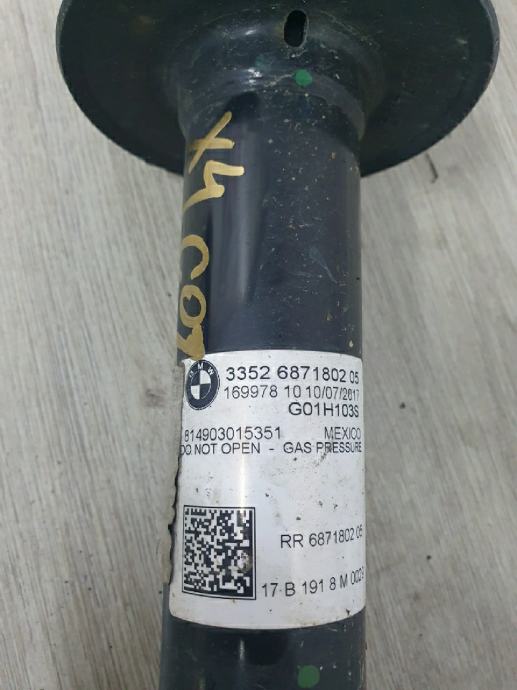 X4 G02
BMW
3352 6871802 05
169978 10 10/07/2017
G01H103S
814903015351 MEXICO
DO NOT OPEN - GAS PRESSURE
RR 6871802 05
17 B 191 8 M